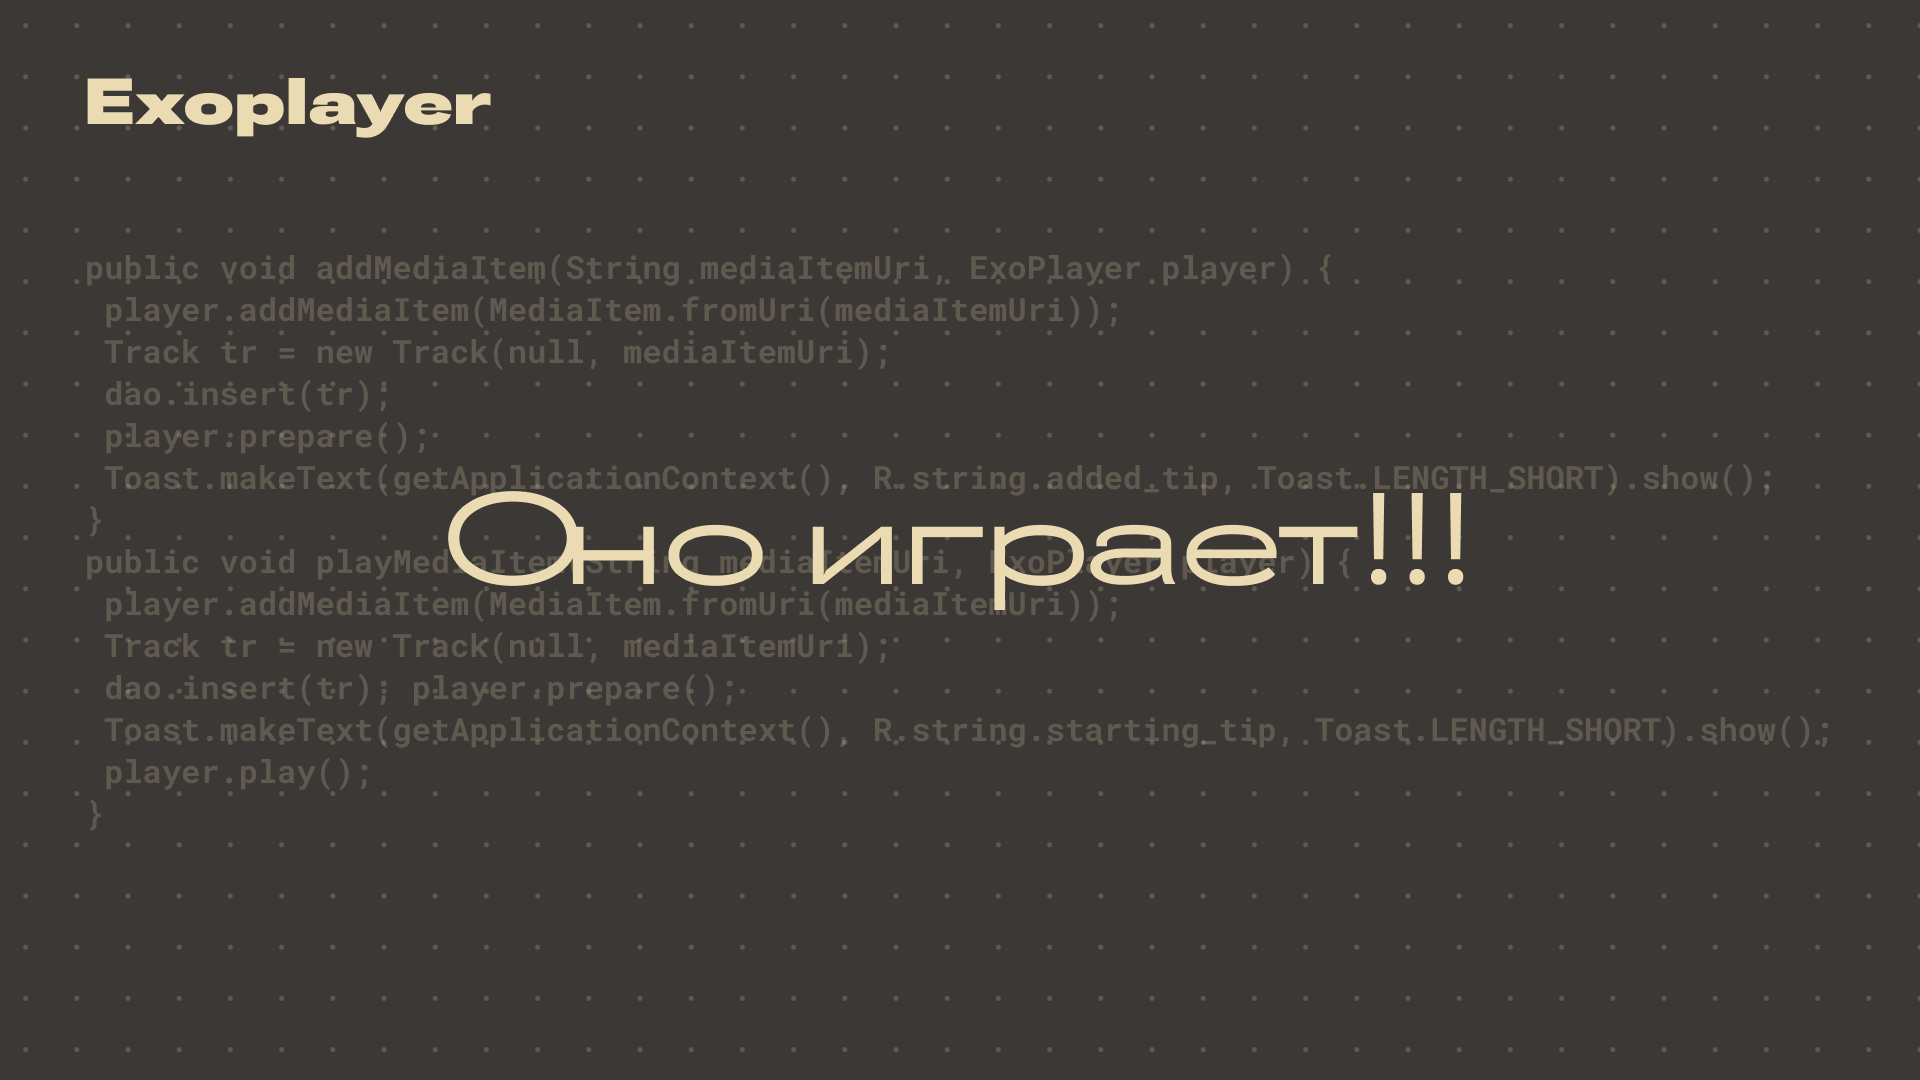 Exoplayer
public void addMediaItem(String mediaItemUri, ExoPlayer player) {
player.addMediaItem(MediaItem.fromUri(mediaItemUri));
Track tr = new Track(null, mediaItemUri);
dao.insert(tr);
player.prepare();
Toast.makeText(getApplicationContext(), R.string.added_tip, Toast.LENGTH_SHORT).show();
}
Оно играет!!!
public void playMediaItem(String mediaItemUri, ExoPlayer player) {
player.addMediaItem(MediaItem.fromUri(mediaItemUri));
Track tr = new Track(null, mediaItemUri);
dao.insert(tr); player.prepare();
Toast.makeText(getApplicationContext(), R.string.starting_tip, Toast.LENGTH_SHORT).show();
player.play();
}